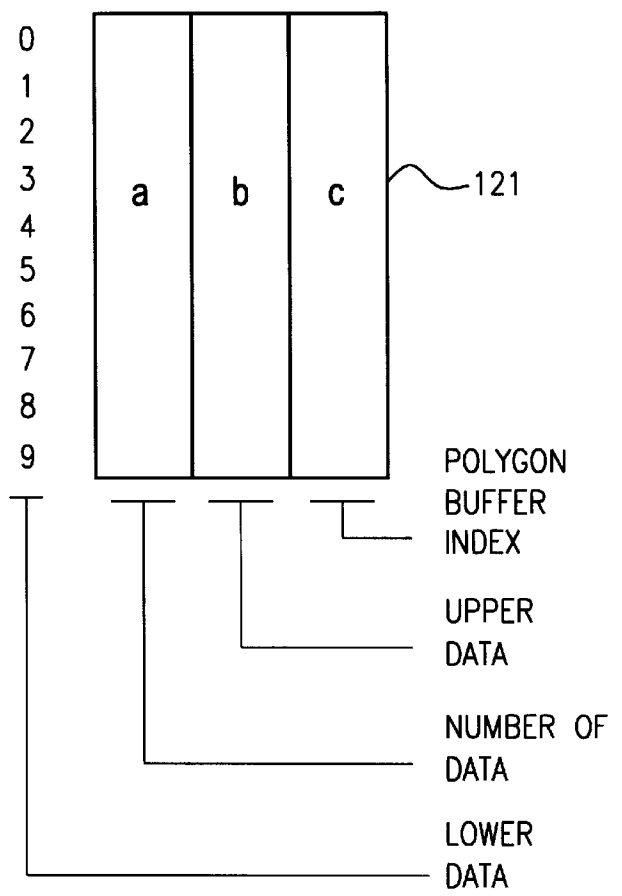 0
1
2
3
4
5
6
7
8
9
a b c
121
POLYGON
BUFFER
INDEX
UPPER
DATA
NUMBER OF
DATA
LOWER
DATA